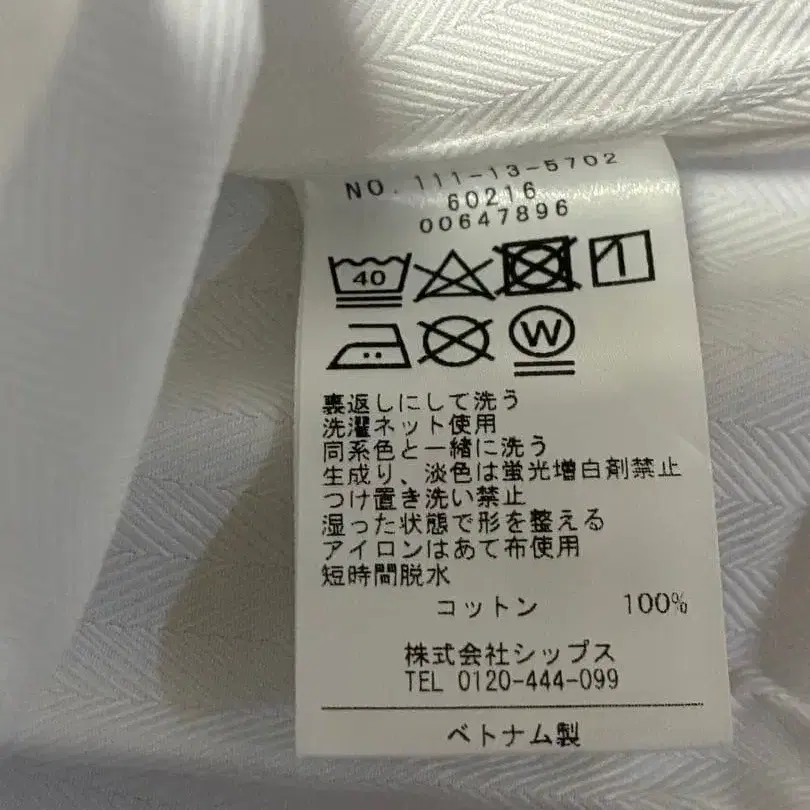 NO. 111-13-5702
60216
00647896
40
W
裏返しにして洗う
洗濯ネット使用
同系色と一緒に洗う
生成り、淡色は蛍光増白剤禁止
つけ置き洗い禁止
湿った状態で形を整える
アイロンはあて布使用
短時間脱水
コットン 100%
株式会社シップス
TEL 0120-444-099
ベトナム製